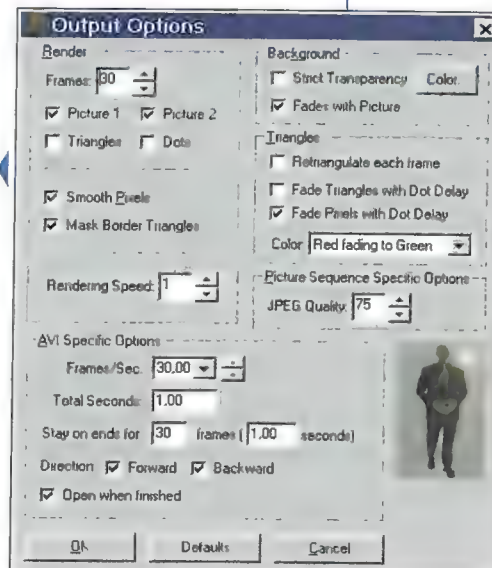 Output Options
Render
Frames: 30
Picture 1 Picture 2
Triangles Dots
Smooth Pixels
Mask Border Triangles
Rendering Speed: 1
Background
Strict Transparency Color.
Fades with Picture
Triangles
Retriangulate each frame
Fade Triangles with Dot Delay
Fade Pixels with Dot Delay
Color Red fading to Green
Picture Sequence Specific Options
JPEG Quality: 75
AVI Specific Options
Frames/Sec. 30,00
Total Seconds: 1.00
Stay on ends for 30 frames ( 1.00 seconds)
Direction Forward Backward
Open when finished
Ok Defaults Cancel